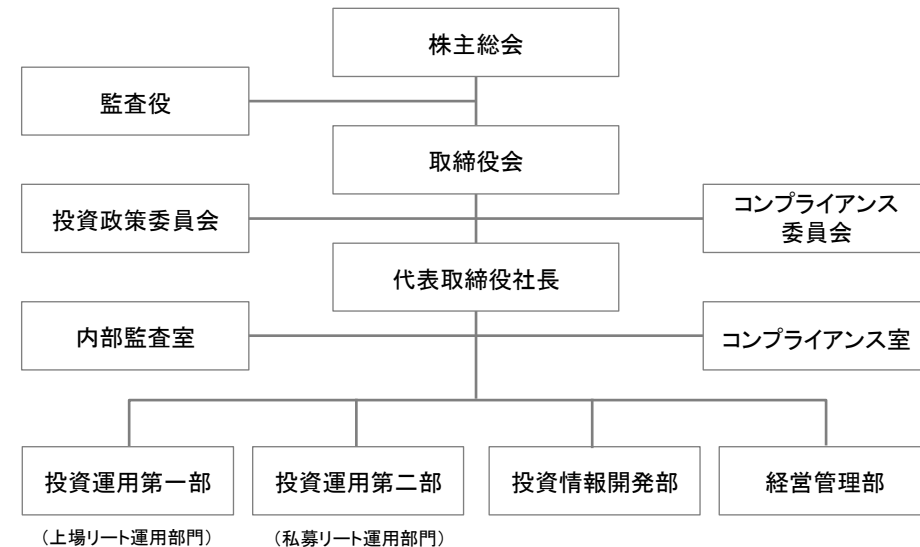 株主総会
監査役
取締役会
投資政策委員会
コンプライアンス
委員会
代表取締役社長
内部監査室
コンプライアンス室
投資運用第一部
投資運用第二部
投資情報開発部
経営管理部
（上場リート運用部門）
（私募リート運用部門）